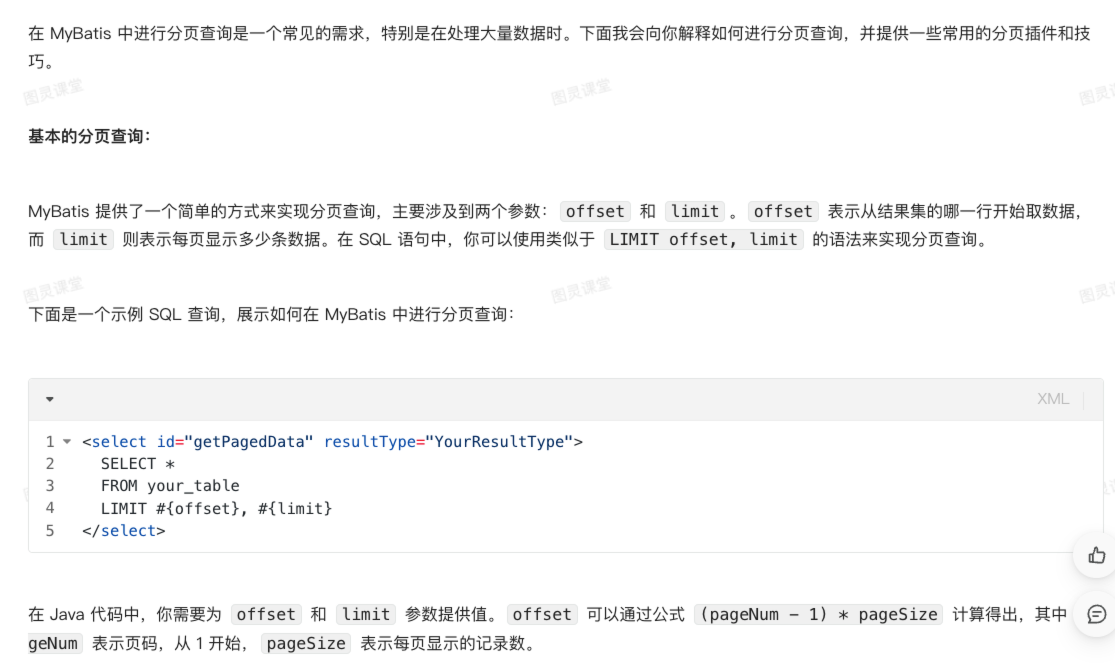 在 MyBatis 中进行分页查询是一个常见的需求，特别是在处理大量数据时。下面我会向你解释如何进行分页查询，并提供一些常用的分页插件和技
巧。
图灵课堂 图灵课堂 图灵
基本的分页查询：
MyBatis 提供了一个简单的方式来实现分页查询，主要涉及到两个参数： offset 和 limit 。 offset 表示从结果集的哪一行开始取数据，
而 limit 则表示每页显示多少条数据。在 SQL 语句中，你可以使用类似于 LIMIT offset, limit 的语法来实现分页查询。
图灵课堂 图灵课堂 图灵
下面是一个示例 SQL 查询，展示如何在 MyBatis 中进行分页查询：
XML
1 <select id="getPagedData" resultType="YourResultType">
2 SELECT *
3 FROM your_table
4 LIMIT #{offset}, #{limit}
5 </select>
在 Java 代码中，你需要为 offset 和 limit 参数提供值。 offset 可以通过公式 (pageNum - 1) * pageSize 计算得出，其中
geNum 表示页码，从 1 开始， pageSize 表示每页显示的记录数。